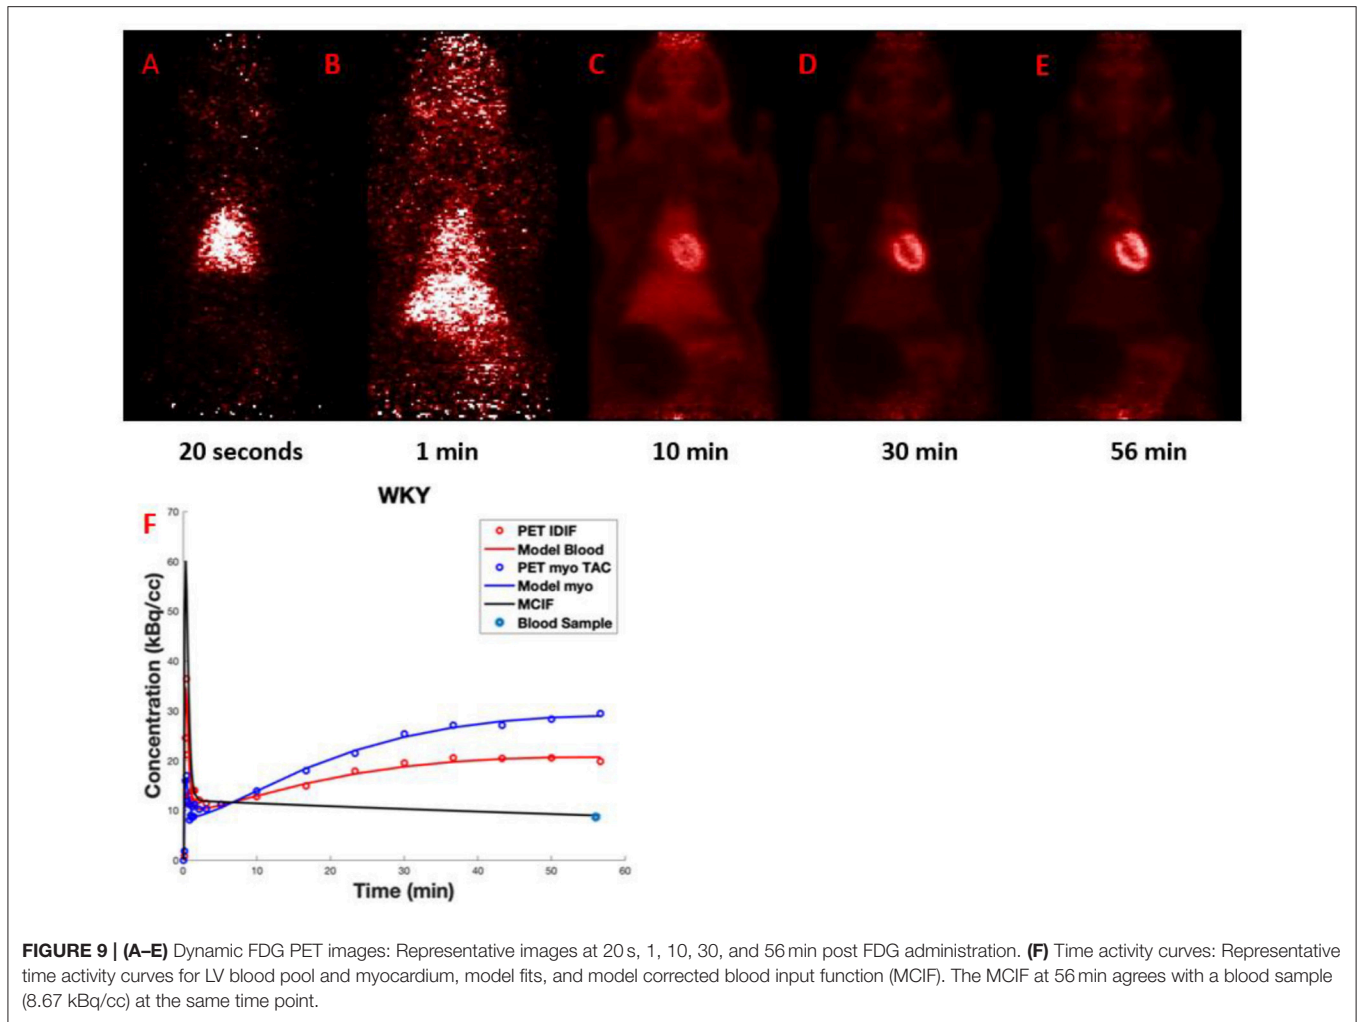 A B C D E
20 seconds 1 min 10 min 30 min 56 min
WKY
F
70
60
50
40
30
20
10
0
Concentration (kBq/cc)
PET IDIF
Model Blood
PET myo TAC
Model myo
MCIF
Blood Sample
0 10 20 30 40 50 60
Time (min)
FIGURE 9 | (A–E) Dynamic FDG PET images: Representative images at 20 s, 1, 10, 30, and 56 min post FDG administration. (F) Time activity curves: Representative
time activity curves for LV blood pool and myocardium, model fits, and model corrected blood input function (MCIF). The MCIF at 56 min agrees with a blood sample
(8.67 kBq/cc) at the same time point.